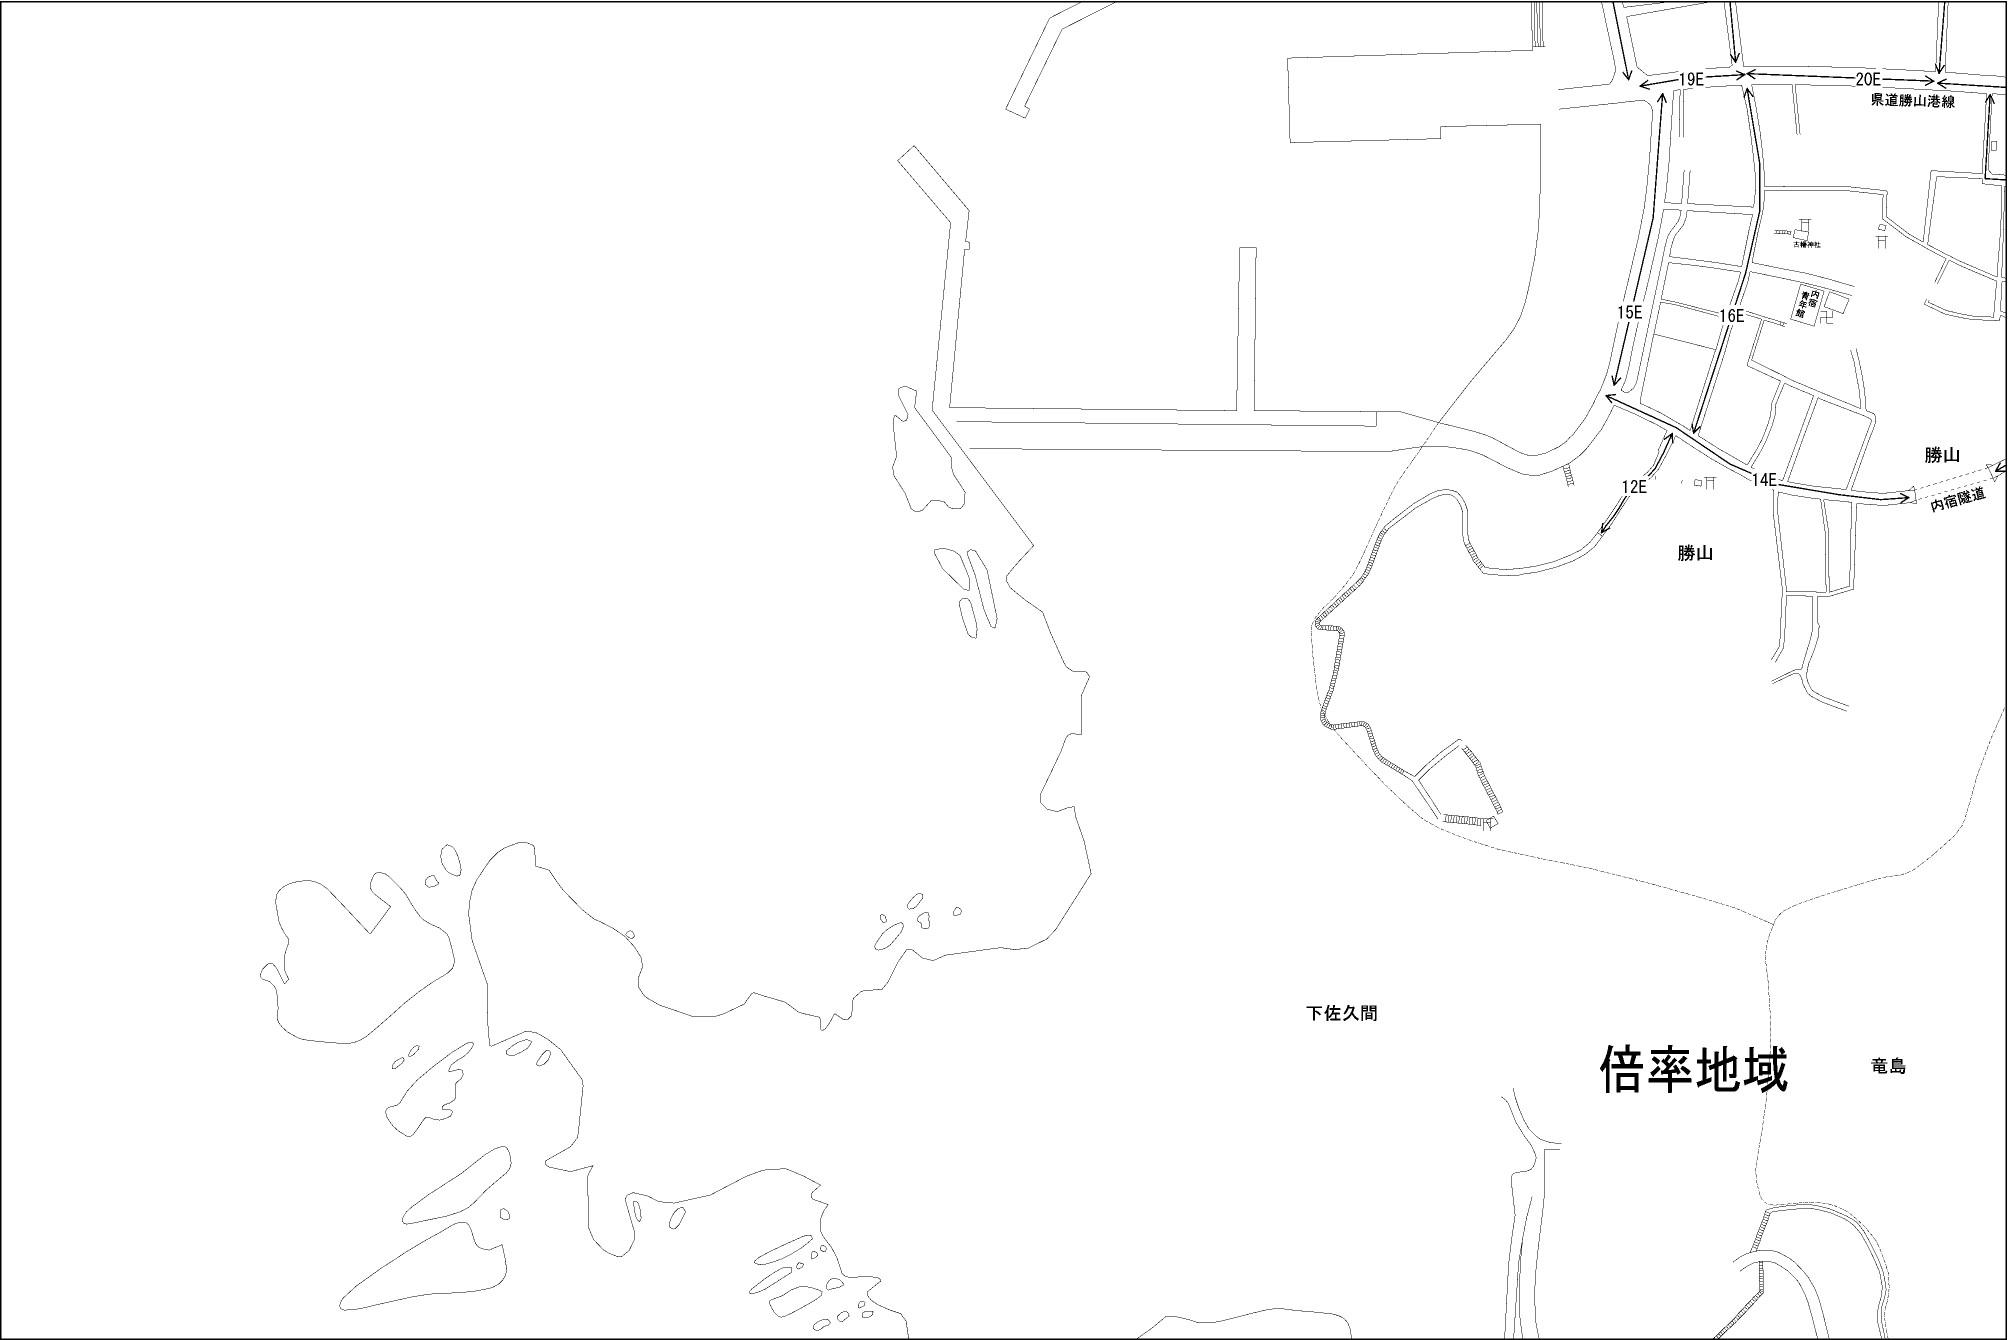 19E
20E
県道勝山港線
古幡神社
内宿
青年館
15E
16E
勝山
14E
12E
内宿隧道
勝山
下佐久間
倍率地域
竜島